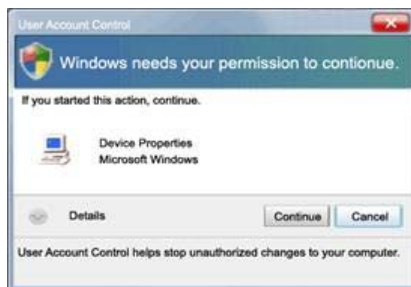 User Account Control
Windows needs your permission to contionue.
If you started this action, continue.
Device Properties
Microsoft Windows
Details
Continue
Cancel
User Account Control helps stop unauthorized changes to your computer.